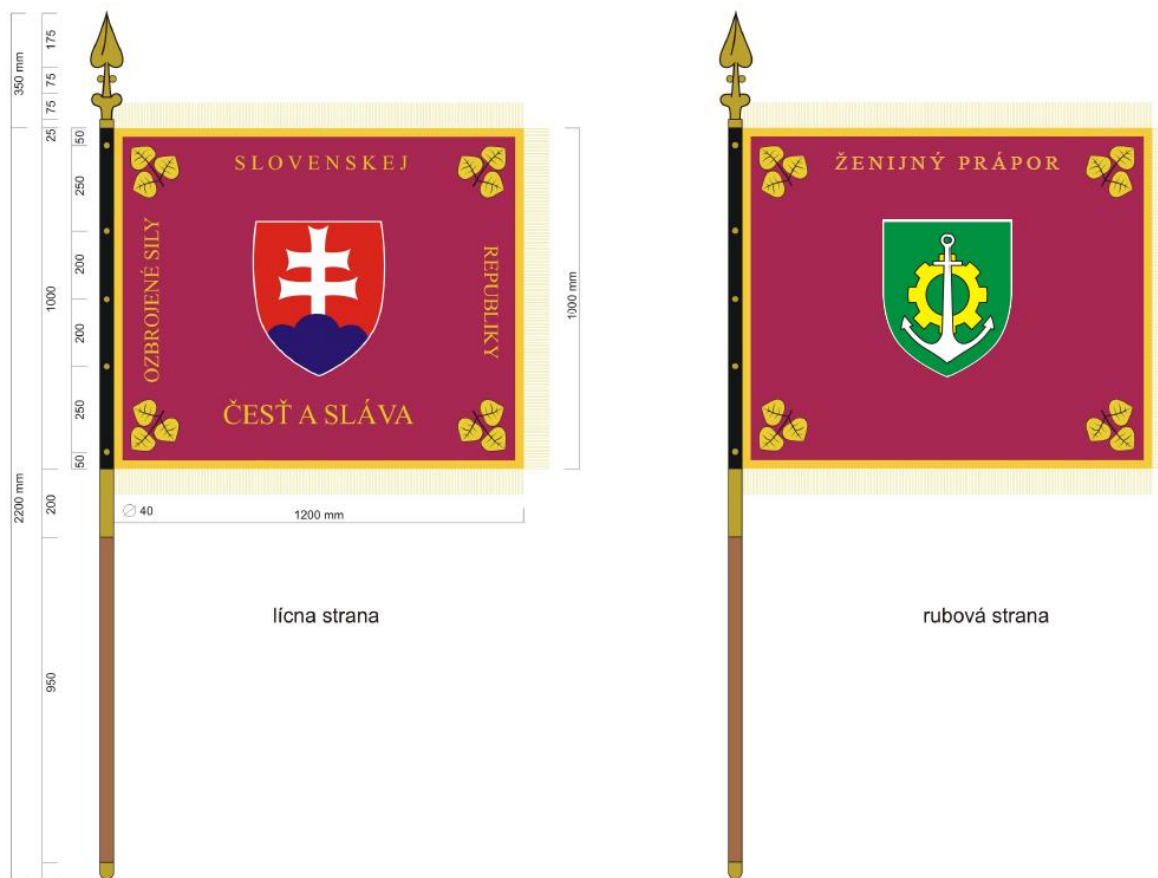 350 mm
2200 mm
175
75
75
25
1000
200
950
50
250
200
200
250
50
SLOVENSKEJ
OZBROJENÉ SILY
REPUBLIKY
ČESŤ A SLÁVA
1000 mm
∅ 40
1200 mm
lícna strana
ŽENIJNÝ PRÁPOR
rubová strana